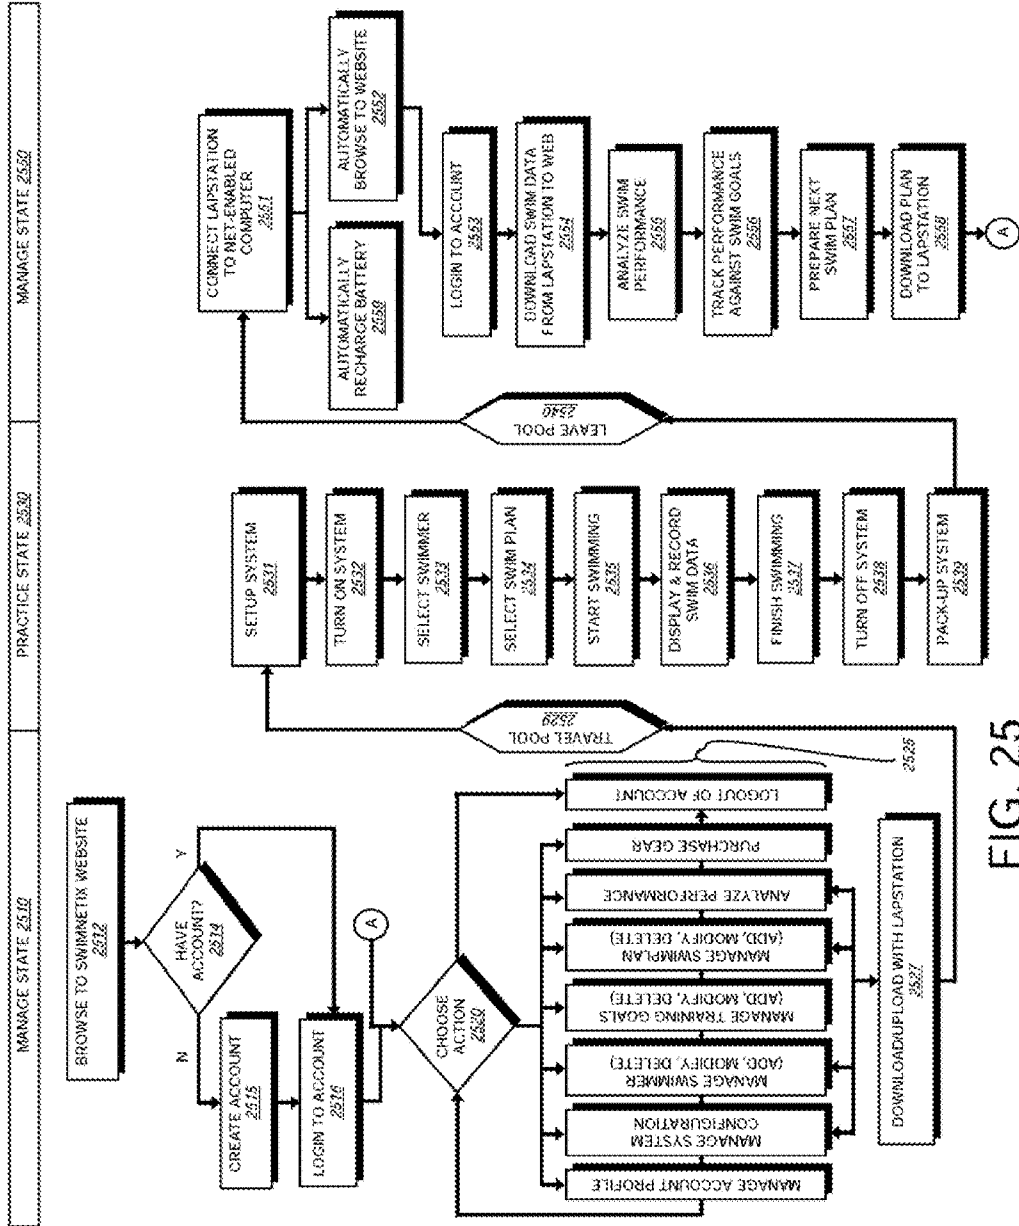 MANAGE STATE 2510
PRACTICE STATE 2530
MANAGE STATE 2550
BROWSE TO SWIMNETIX WEBSITE
2512
HAVE
ACCOUNT?
2514
N
Y
CREATE ACCOUNT
2515
LOGIN TO ACCOUNT
2516
A
CHOOSE
ACTION
2520
MANAGE ACCOUNT PROFILE
MANAGE SYSTEM
CONFIGURATION
MANAGE SWIMMER
(ADD, MODIFY, DELETE)
MANAGE TRAINING GOALS
(ADD, MODIFY, DELETE)
MANAGE SWIMPLAN
(ADD, MODIFY, DELETE)
ANALYZE PERFORMANCE
PURCHASE GEAR
LOGOUT OF ACCOUNT
2525
DOWNLOAD/UPLOAD WITH LAPSTATION
2527
TRAVEL POOL
2529
SETUP SYSTEM
2531
TURN ON SYSTEM
2532
SELECT SWIMMER
2533
SELECT SWIM PLAN
2534
START SWIMMING
2535
DISPLAY & RECORD
SWIM DATA
2536
FINISH SWIMMING
2537
TURN OFF SYSTEM
2538
PACK-UP SYSTEM
2539
LEAVE POOL
2540
CONNECT LAPSTATION
TO NET-ENABLED
COMPUTER
2551
AUTOMATICALLY
RECHARGE BATTERY
2559
AUTOMATICALLY
BROWSE TO WEBSITE
2552
LOGIN TO ACCOUNT
2553
DOWNLOAD SWIM DATA
FROM LAPSTATION TO WEB
2554
ANALYZE SWIM
PERFORMANCE
2555
TRACK PERFORMANCE
AGAINST SWIM GOALS
2556
PREPARE NEXT
SWIM PLAN
2557
DOWNLOAD PLAN
TO LAPSTATION
2558
A
FIG. 25